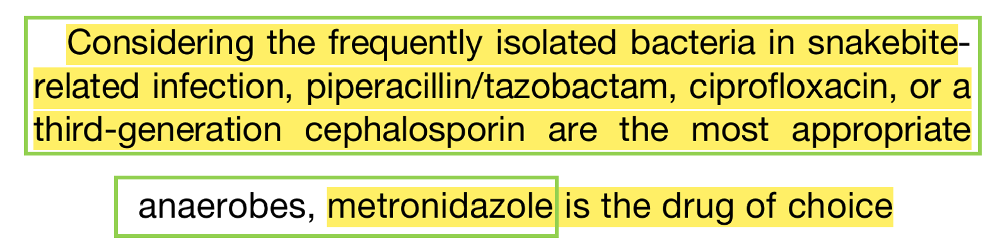 Considering the frequently isolated bacteria in snakebite-
related infection, piperacillin/tazobactam, ciprofloxacin, or a
third-generation cephalosporin are the most appropriate
anaerobes, metronidazole is the drug of choice